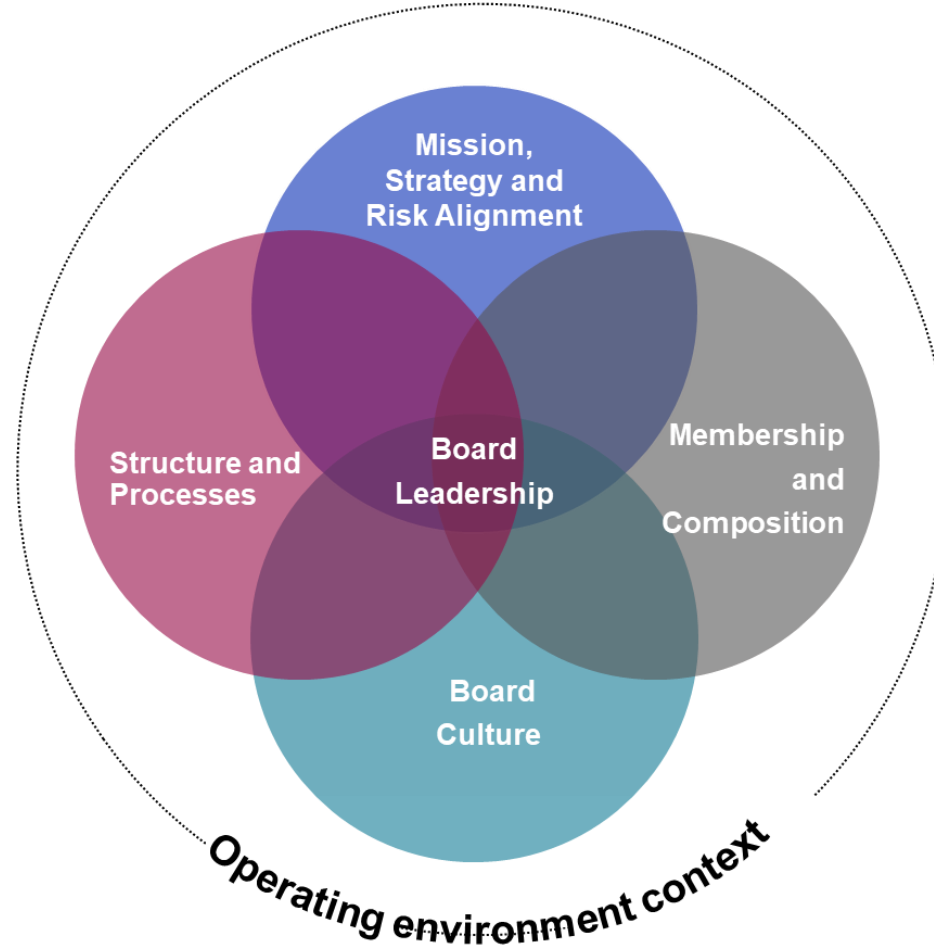 Mission,
Strategy and
Risk Alignment
Structure and
Processes
Board
Leadership
Membership
and
Composition
Board
Culture
Operating environment context